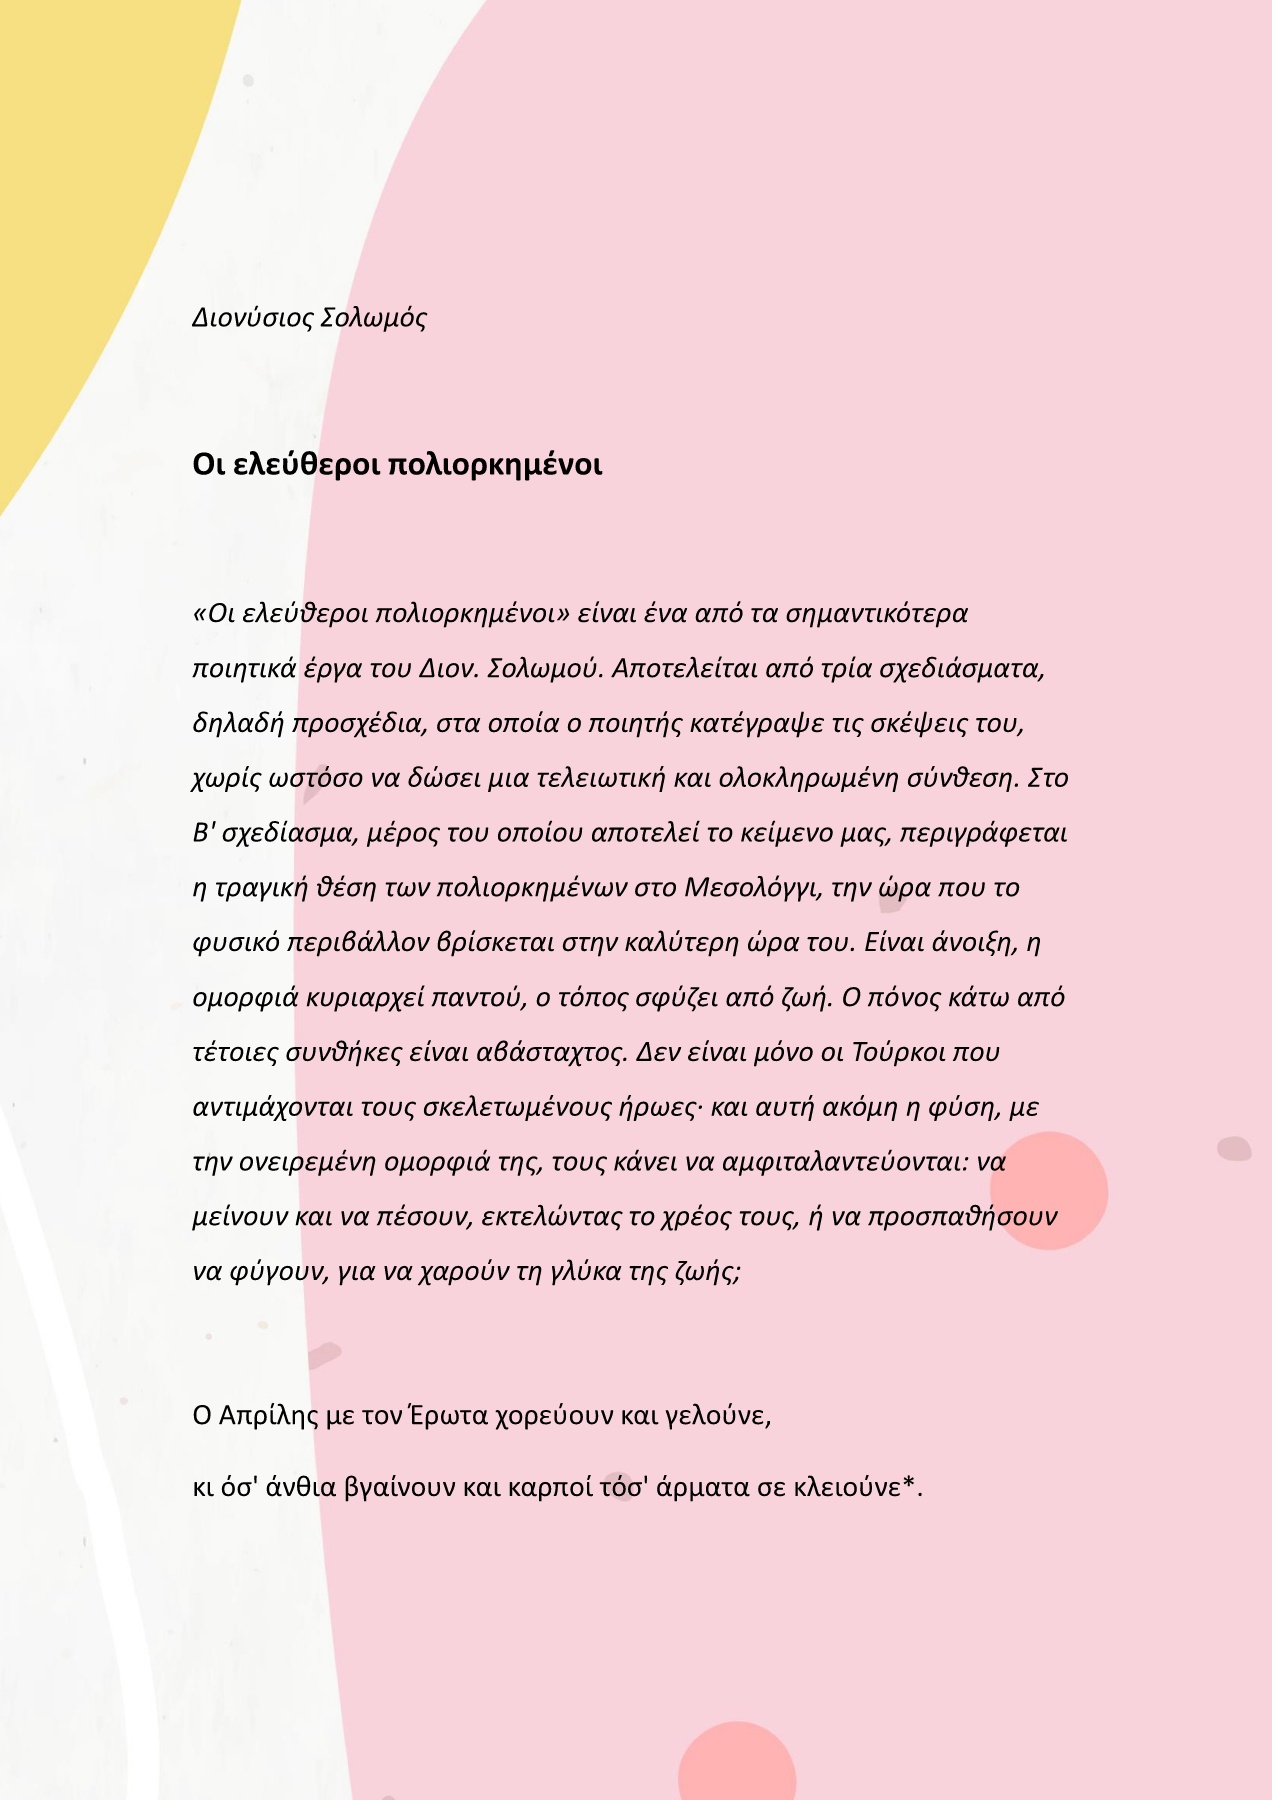 Διονύσιος Σολωμός
Οι ελεύθεροι πολιορκημένοι
«Οι ελεύθεροι πολιορκημένοι» είναι ένα από τα σημαντικότερα
ποιητικά έργα του Διον. Σολωμού. Αποτελείται από τρία σχεδιάσματα,
δηλαδή προσχέδια, στα οποία ο ποιητής κατέγραψε τις σκέψεις του,
χωρίς ωστόσο να δώσει μια τελειωτική και ολοκληρωμένη σύνθεση. Στο
Β' σχεδίασμα, μέρος του οποίου αποτελεί το κείμενο μας, περιγράφεται
η τραγική θέση των πολιορκημένων στο Μεσολόγγι, την ώρα που το
φυσικό περιβάλλον βρίσκεται στην καλύτερη ώρα του. Είναι άνοιξη, η
ομορφιά κυριαρχεί παντού, ο τόπος σφύζει από ζωή. Ο πόνος κάτω από
τέτοιες συνθήκες είναι αβάσταχτος. Δεν είναι μόνο οι Τούρκοι που
αντιμάχονται τους σκελετωμένους ήρωες· και αυτή ακόμη η φύση, με
την ονειρεμένη ομορφιά της, τους κάνει να αμφιταλαντεύονται: να
μείνουν και να πέσουν, εκτελώντας το χρέος τους, ή να προσπαθήσουν
να φύγουν, για να χαρούν τη γλύκα της ζωής;
Ο Απρίλης με τον Έρωτα χορεύουν και γελούνε,
κι όσ' άνθια βγαίνουν και καρποί τόσ' άρματα σε κλειούνε*.